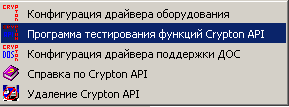 Конфигурация драйвера оборудования
Программа тестирования функций Crypton API
Конфигурация драйвера поддержки ДОС
Справка по Crypton API
Удаление Crypton API